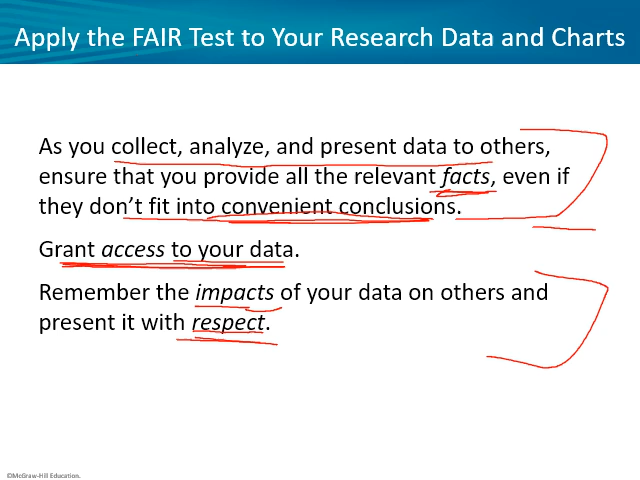 Apply the FAIR Test to Your Research Data and Charts
As you collect, analyze, and present data to others,
ensure that you provide all the relevant facts, even if
they don’t fit into convenient conclusions.
Grant access to your data.
Remember the impacts of your data on others and
present it with respect.
©McGraw-Hill Education.